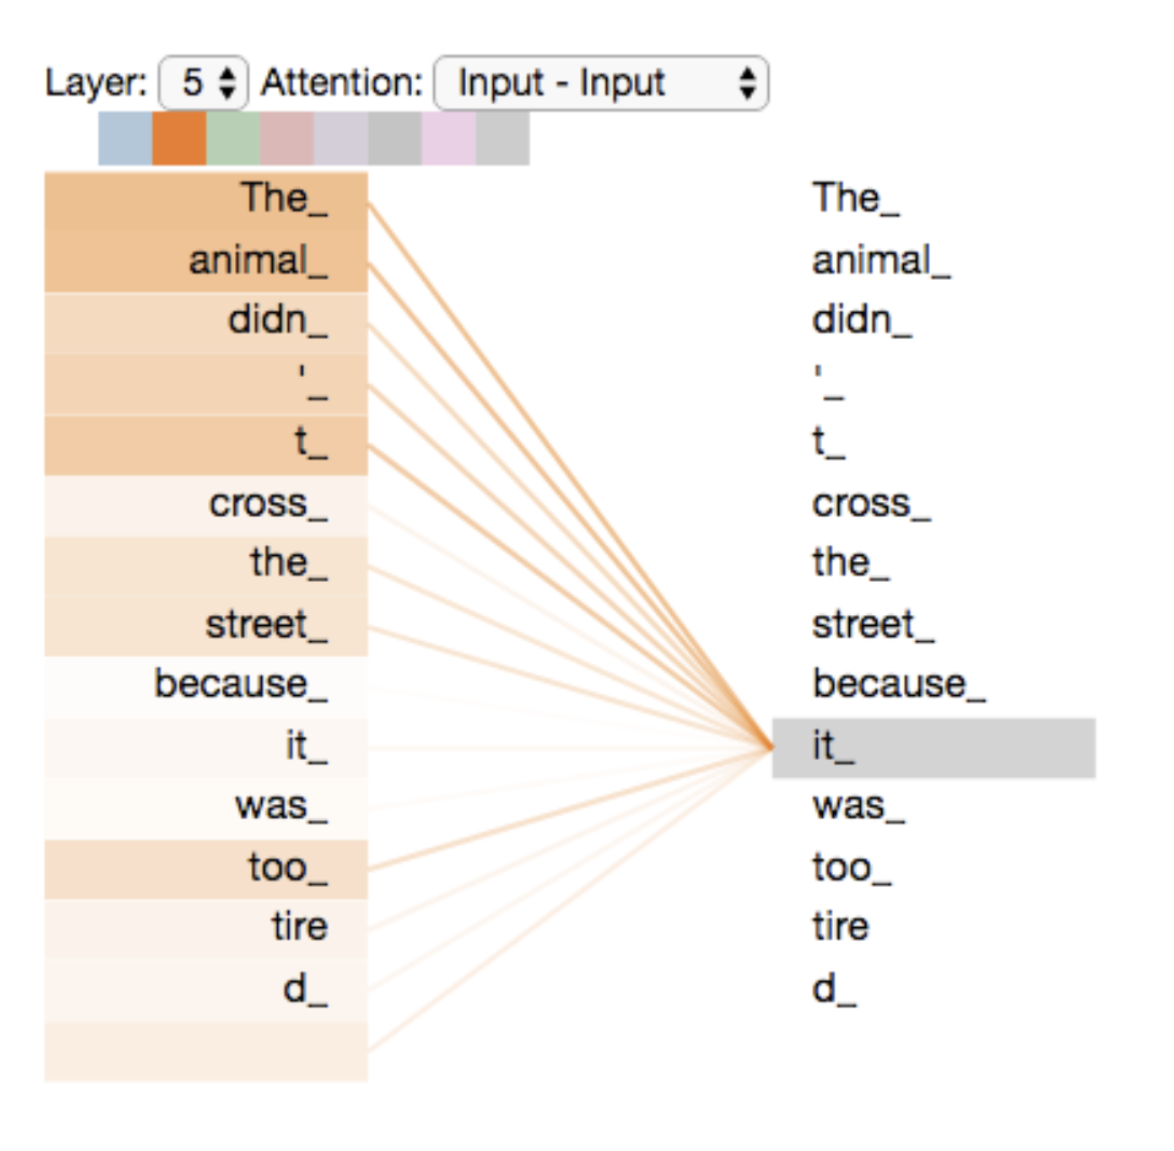 Layer: 5 Attention: Input - Input
The_ The_
animal_ animal_
didn_ didn_
'_ '_
t_ t_
cross_ cross_
the_ the_
street_ street_
because_ because_
it_ it_
was_ was_
too_ too_
tire tire
d_ d_